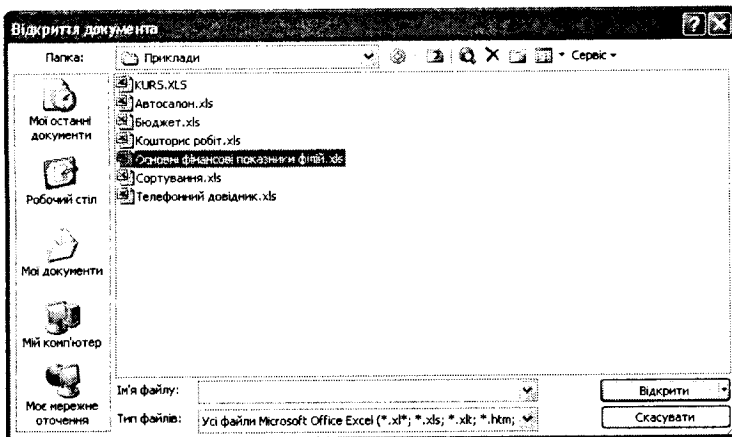 Відкриття документа
Папка:
Приклади
Сервіс
KURS.XLS
Автосалон.xls
Бюджет.xls
Кошторис робіт.xls
Основні фінансові показники філій.xls
Сортування.xls
Телефонний довідник.xls
Мої останні
документи
Робочий стіл
Мої документи
Мій комп'ютер
Моє мережне
оточення
Ім'я файлу:
Відкрити
Тип файлів:
Усі файли Microsoft Office Excel (*.xl*; *.xls; *.xlt; *.htm;
Скасувати